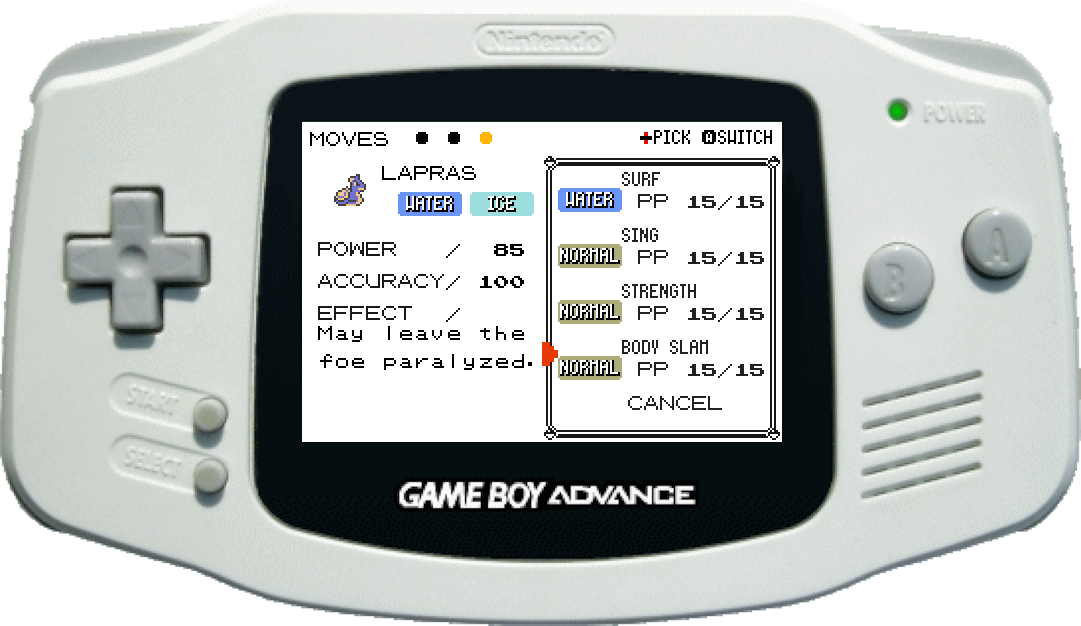 Nintendo
POWER
MOVES +PICK ASWITCH
LAPRAS
WATER ICE
POWER / 85
ACCURACY/ 100
EFFECT /
May leave the
foe paralyzed.
SURF
WATER PP 15/15
SING
NORMAL PP 15/15
STRENGTH
NORMAL PP 15/15
BODY SLAM
NORMAL PP 15/15
CANCEL
A
B
START
SELECT
GAME BOY ADVANCE